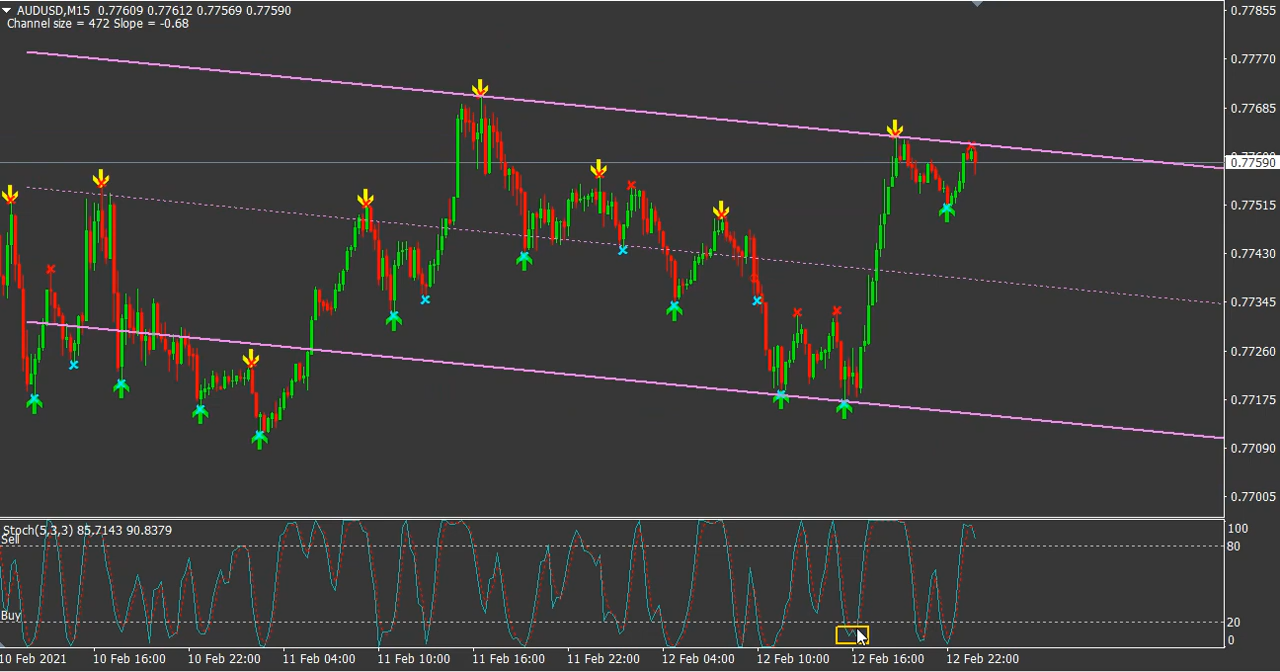 AUDUSD,M15 0.77609 0.77612 0.77569 0.77590
Channel size = 472 Slope = -0.68
0.77855
0.77770
0.77685
0.77590
0.77515
0.77430
0.77345
0.77260
0.77175
0.77090
0.77005
Stoch(5,3,3) 85.7143 90.8379
Sell
100
80
Buy
20
0
10 Feb 2021 10 Feb 16:00 10 Feb 22:00 11 Feb 04:00 11 Feb 10:00 11 Feb 16:00 11 Feb 22:00 12 Feb 04:00 12 Feb 10:00 12 Feb 16:00 12 Feb 22:00